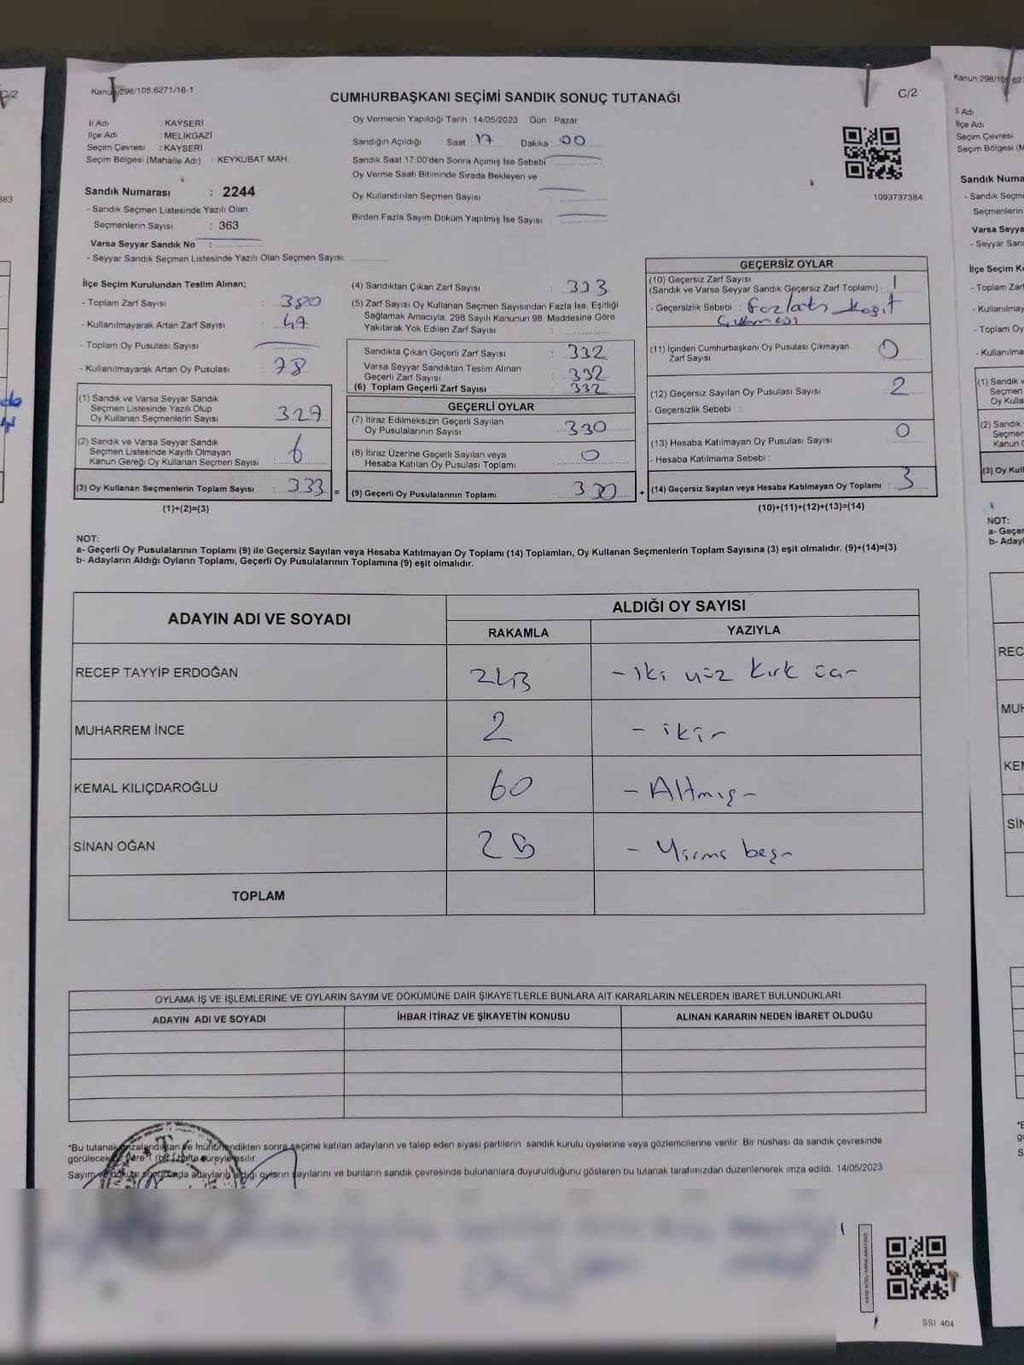 Kanun:298/105:6271/18-1
C/2
CUMHURBAŞKANI SEÇİMİ SANDIK SONUÇ TUTANAĞI
İl Adı : KAYSERİ
İlçe Adı : MELİKGAZİ
Seçim Çevresi : KAYSERİ
Seçim Bölgesi (Mahalle Adı) : KEYKUBAT MAH.
Sandık Numarası : 2244
- Sandık Seçmen Listesinde Yazılı Olan
Seçmenlerin Sayısı : 363
Varsa Seyyar Sandık No :
- Seyyar Sandık Seçmen Listesinde Yazılı Olan Seçmen Sayısı:
Oy Vermenin Yapıldığı Tarih :14/05/2023 Gün : Pazar
Sandığın Açıldığı Saat : 17 Dakika : 00
Sandık Saat 17:00'den Sonra Açımış İse Sebebi :
Oy Verme Saati Bitiminde Sırada Bekleyen ve
Oy Kullandırılan Seçmen Sayısı :
Birden Fazla Sayım Döküm Yapılmış İse Sayısı :
1093737384
İlçe Seçim Kurulundan Teslim Alınan;
- Toplam Zarf Sayısı : 380
- Kullanılmayarak Artan Zarf Sayısı : 47
- Toplam Oy Pusulası Sayısı :
- Kullanılmayarak Artan Oy Pusulası : 78
(1) Sandık ve Varsa Seyyar Sandık
Seçmen Listesinde Yazılı Olup
Oy Kullanan Seçmenlerin Sayısı : 327
(2) Sandık ve Varsa Seyyar Sandık
Seçmen Listesinde Kayıtlı Olmayan
Kanun Gereği Oy Kullanan Seçmen Sayısı : 6
(3) Oy Kullanan Seçmenlerin Toplam Sayısı : 333 =
(1)+(2)=(3)
(4) Sandıktan Çıkan Zarf Sayısı : 333
(5) Zarf Sayısı Oy Kullanan Seçmen Sayısından Fazla İse, Eşitliği
Sağlamak Amacıyla, 298 Sayılı Kanunun 98. Maddesine Göre
Yakılarak Yok Edilen Zarf Sayısı :
Sandıkta Çıkan Geçerli Zarf Sayısı : 332
Varsa Seyyar Sandıktan Teslim Alınan
Geçerli Zarf Sayısı : 332
(6) Toplam Geçerli Zarf Sayısı : 332
GEÇERLİ OYLAR
(7) İtiraz Edilmeksizin Geçerli Sayılan
Oy Pusulalarının Sayısı : 330
(8) İtiraz Üzerine Geçerli Sayılan veya
Hesaba Katılan Oy Pusulası Toplamı : 0
(9) Geçerli Oy Pusulalarının Toplamı : 330 +
GEÇERSİZ OYLAR
(10) Geçersiz Zarf Sayısı
(Sandık ve Varsa Seyyar Sandık Geçersiz Zarf Toplamı) : 1
- Geçersizlik Sebebi : Fazlatı kağıt
Çıkması
(11) İçinden Cumhurbaşkanı Oy Pusulası Çıkmayan
Zarf Sayısı : 0
(12) Geçersiz Sayılan Oy Pusulası Sayısı : 2
- Geçersizlik Sebebi :
(13) Hesaba Katılmayan Oy Pusulası Sayısı : 0
- Hesaba Katılmama Sebebi :
(14) Geçersiz Sayılan veya Hesaba Katılmayan Oy Toplamı : 3
(10)+(11)+(12)+(13)=(14)
NOT:
a- Geçerli Oy Pusulalarının Toplamı (9) ile Geçersiz Sayılan veya Hesaba Katılmayan Oy Toplamı (14) Toplamları, Oy Kullanan Seçmenlerin Toplam Sayısına (3) eşit olmalıdır. (9)+(14)=(3)
b- Adayların Aldığı Oyların Toplamı, Geçerli Oy Pusulalarının Toplamına (9) eşit olmalıdır.
ADAYIN ADI VE SOYADI
ALDIĞI OY SAYISI
RAKAMLA YAZIYLA
RECEP TAYYİP ERDOĞAN 243 - iki yüz kırk üç-
MUHARREM İNCE 2 - iki-
KEMAL KILIÇDAROĞLU 60 - Altmış-
SİNAN OĞAN 25 - Yirmi beş-
TOPLAM
OYLAMA İŞ VE İŞLEMLERİNE VE OYLARIN SAYIM VE DÖKÜMÜNE DAİR ŞİKAYETLERLE BUNLARA AİT KARARLARIN NELERDEN İBARET BULUNDUKLARI
ADAYIN ADI VE SOYADI İHBAR İTİRAZ VE ŞİKAYETİN KONUSU ALINAN KARARIN NEDEN İBARET OLDUĞU
*Bu tutanak imzalandıktan ve mühürlendikten sonra seçime katılan adayların ve talep eden siyasi partilerin sandık kurulu üyelerine veya gözlemcilerine verilir. Bir nüshası da sandık çevresinde
görülecek bir yere 1 (bir) hafta süreyle asılır.
Sayım ve döküm sonunda adayların aldığı oyların sayılarını ve bunların sandık çevresinde bulunanlara duyurulduğunu gösteren bu tutanak tarafımızdan düzenlenerek imza edildi. 14/05/2023
SSI 404